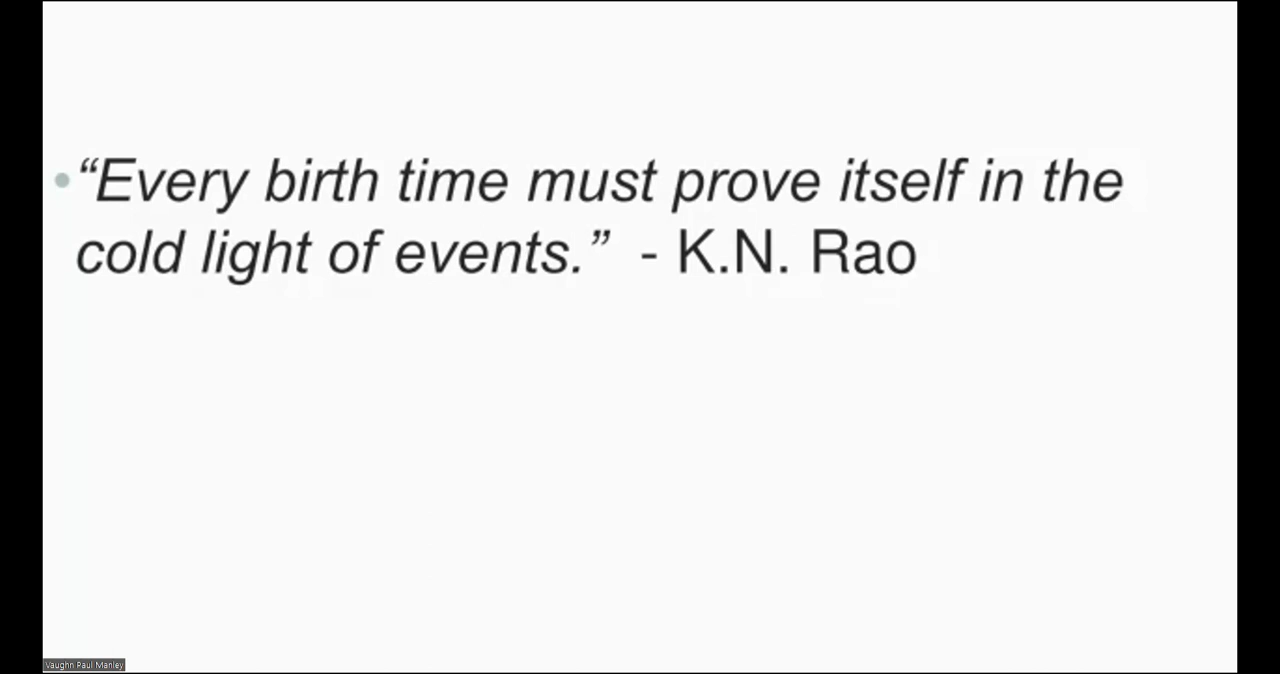 •“Every birth time must prove itself in the
cold light of events.” - K.N. Rao
Vaughn Paul Manley